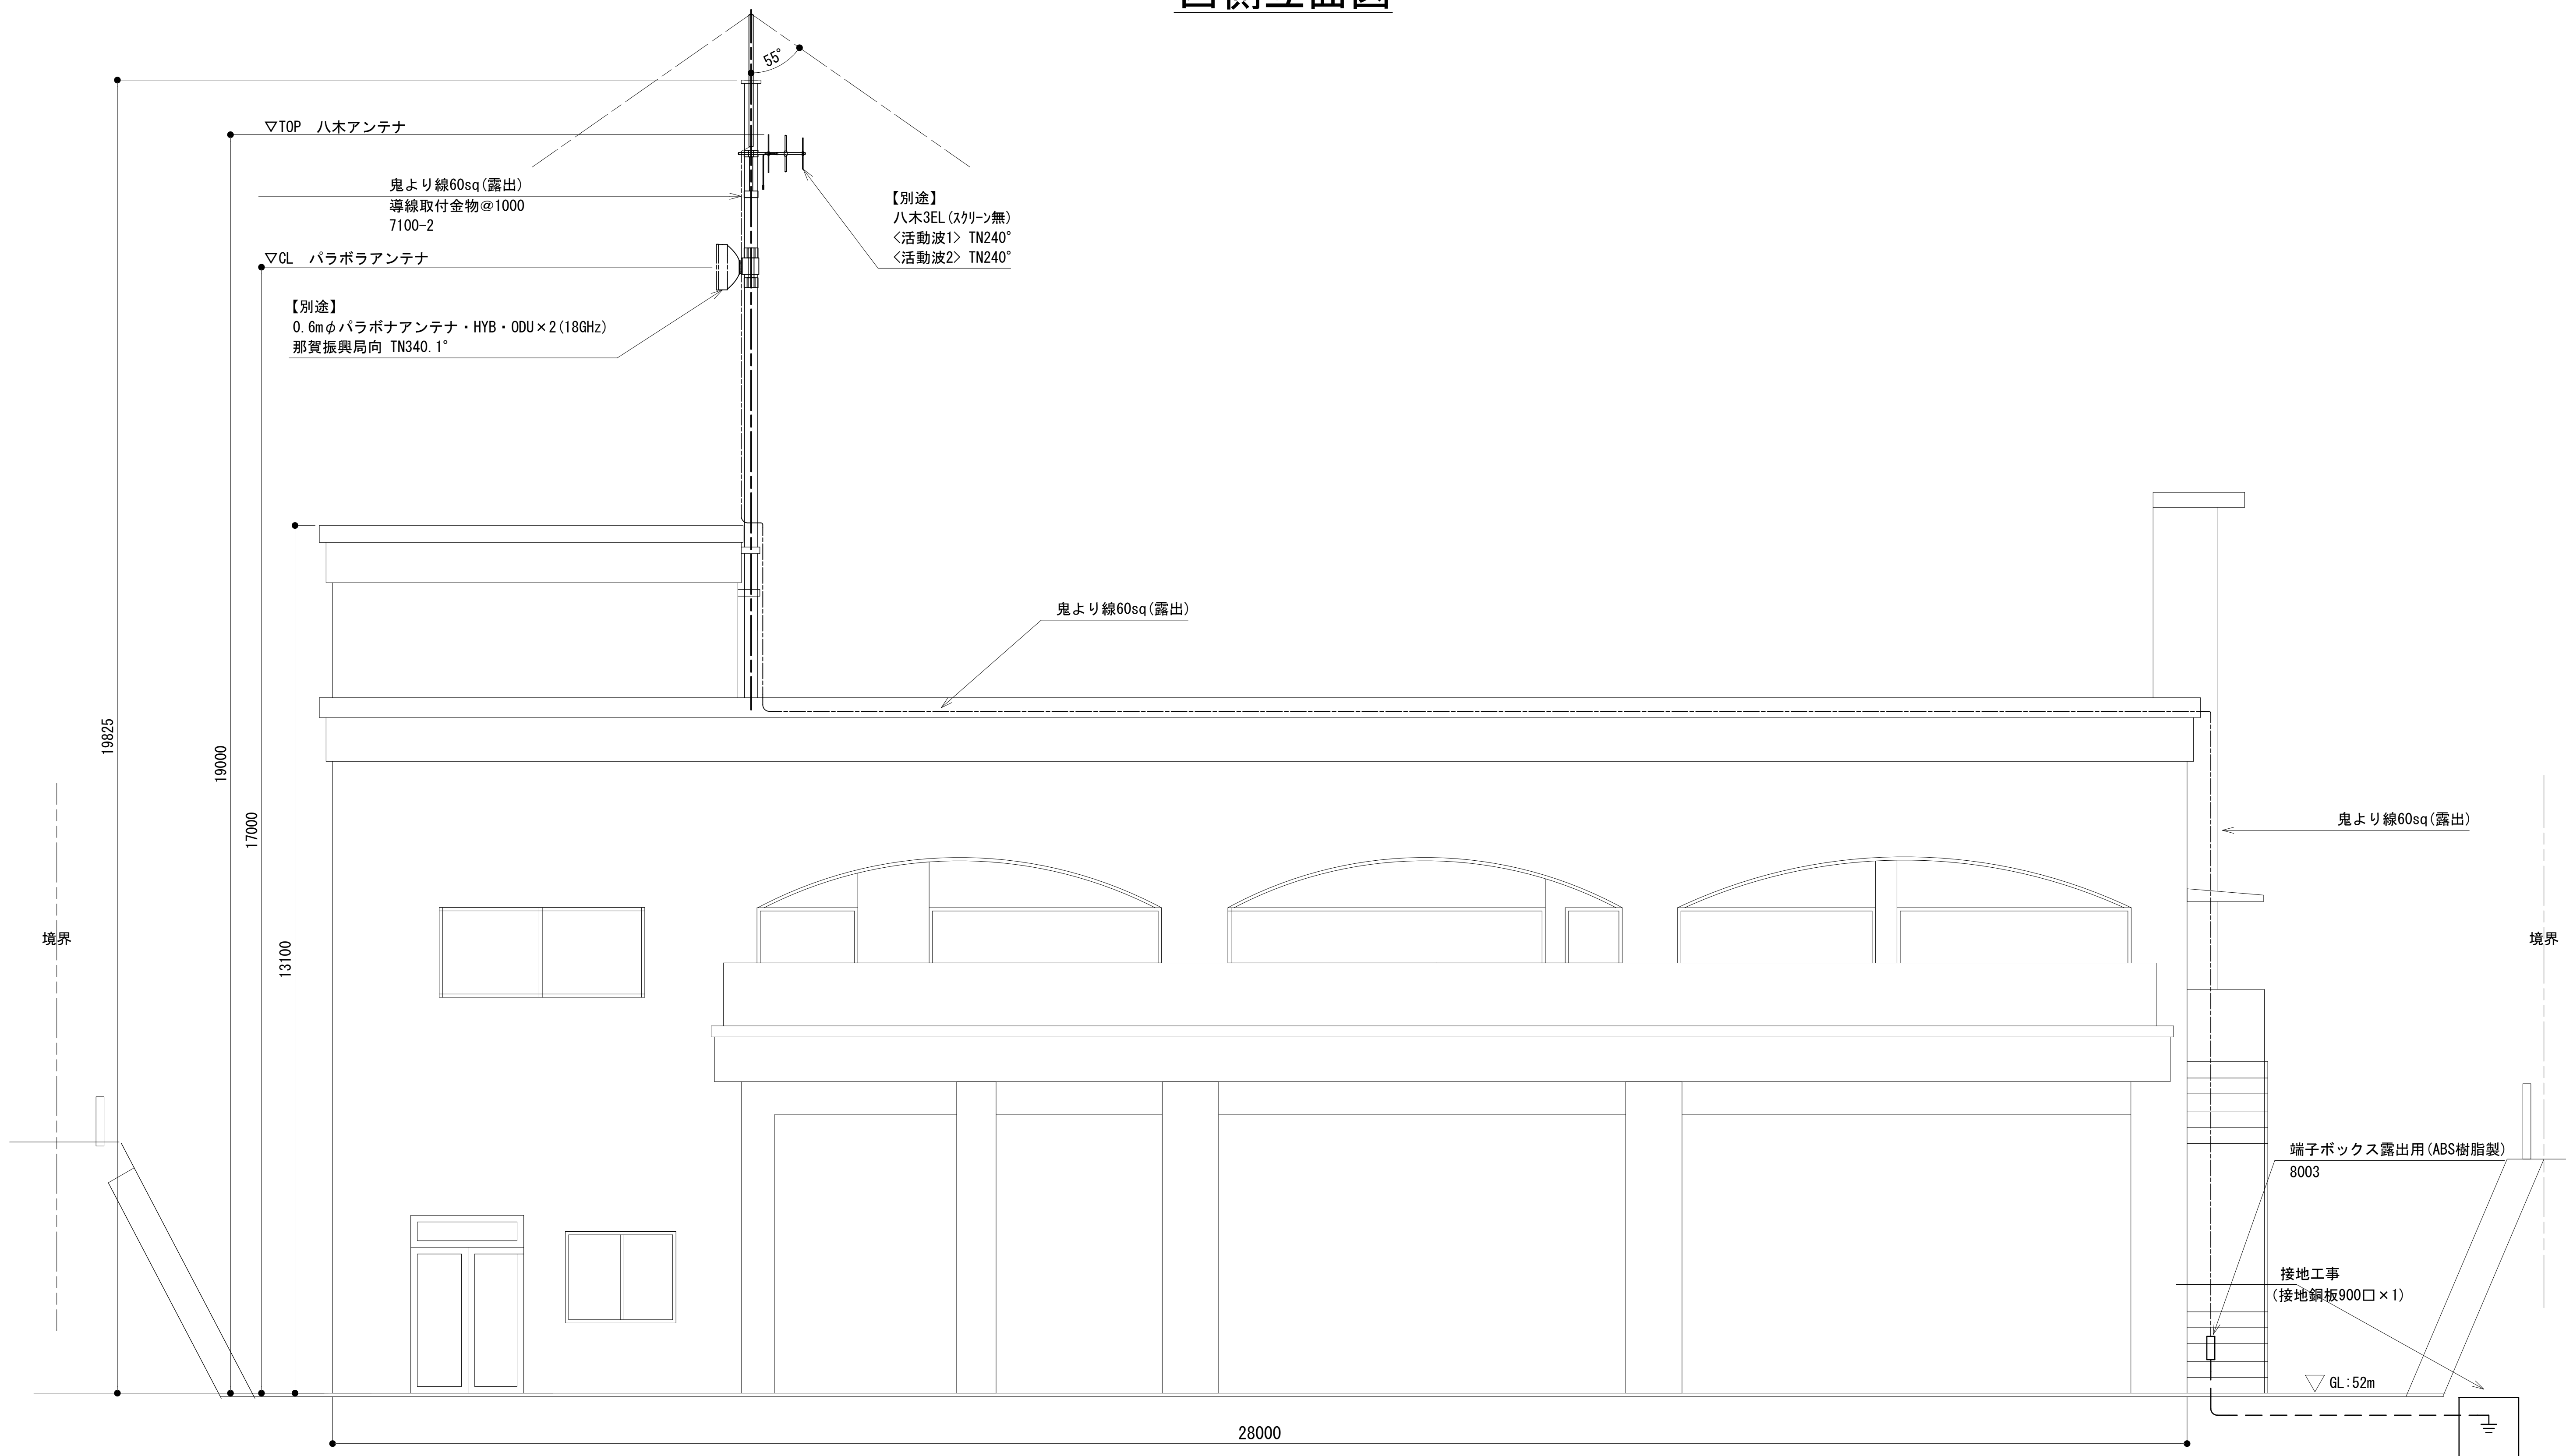 55°
▽TOP　八木アンテナ
鬼より線60sq(露出)
導線取付金物@1000
7100-2
【別途】
八木3EL(ｽｸﾘｰﾝ無)
<活動波1> TN240°
<活動波2> TN240°
▽CL　パラボラアンテナ
【別途】
0.6mφパラボナアンテナ・HYB・ODU×2(18GHz)
那賀振興局向 TN340.1°
鬼より線60sq(露出)
19825
19000
17000
13100
鬼より線60sq(露出)
境界
境界
端子ボックス露出用(ABS樹脂製)
8003
接地工事
(接地銅板900口×1)
▽ GL:52m
28000